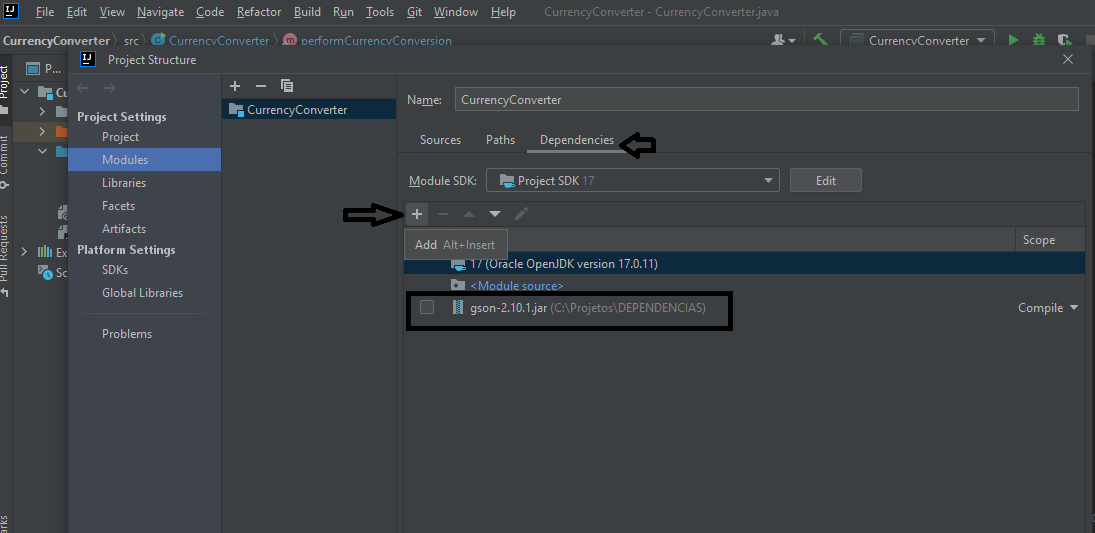 File Edit View Navigate Code Refactor Build Run Tools Git Window Help CurrencyConverter - CurrencyConverter.java
CurrencyConverter src CurrencyConverter performCurrencyConversion CurrencyConverter
Project Structure
Project
Commit
Pull Requests
P...
Cu
Ex
Sc
Project Settings
Project
Modules
Libraries
Facets
Artifacts
Platform Settings
SDKs
Global Libraries
Problems
CurrencyConverter
Name: CurrencyConverter
Sources Paths Dependencies
Module SDK: Project SDK 17 Edit
Add Alt+Insert
Scope
17 (Oracle OpenJDK version 17.0.11)
<Module source>
gson-2.10.1.jar (C:\Projetos\DEPENDENCIAS) Compile